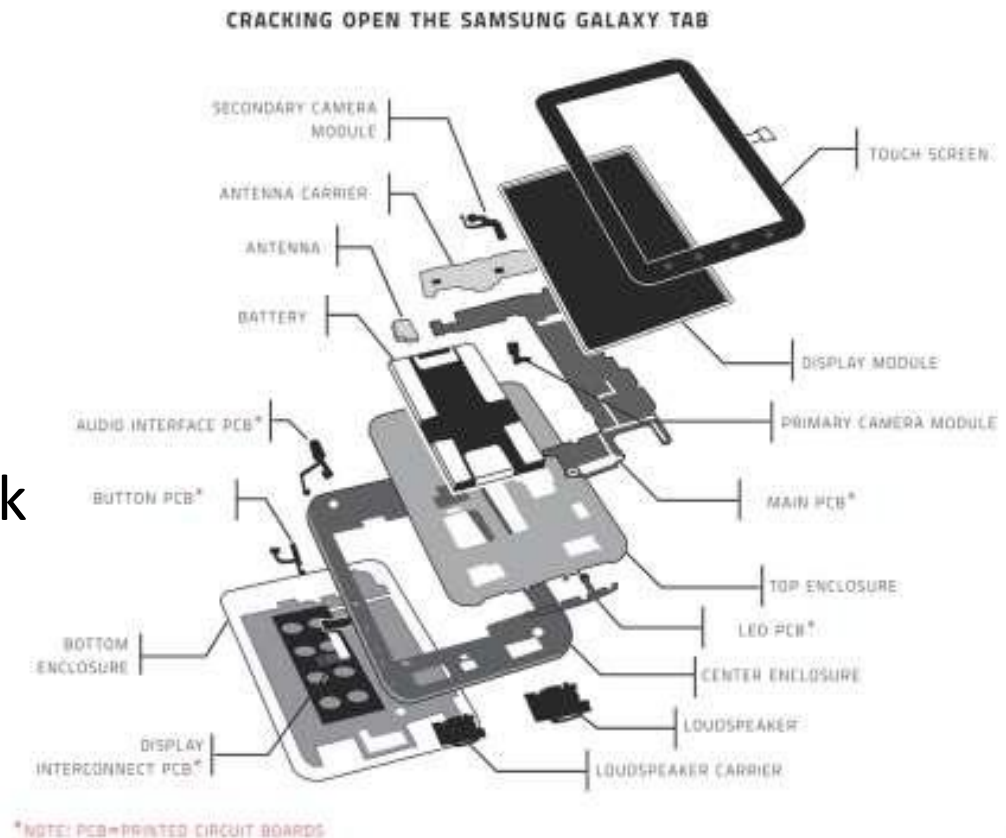 CRACKING OPEN THE SAMSUNG GALAXY TAB
SECONDARY CAMERA
MODULE
TOUCH SCREEN
ANTENNA CARRIER
ANTENNA
BATTERY
DISPLAY MODULE
AUDIO INTERFACE PCB*
PRIMARY CAMERA MODULE
k
BUTTON PCB*
MAIN PCB*
TOP ENCLOSURE
LED PCB*
BOTTOM
ENCLOSURE
CENTER ENCLOSURE
LOUDSPEAKER
DISPLAY
INTERCONNECT PCB*
LOUDSPEAKER CARRIER
*NOTE: PCB=PRINTED CIRCUIT BOARDS